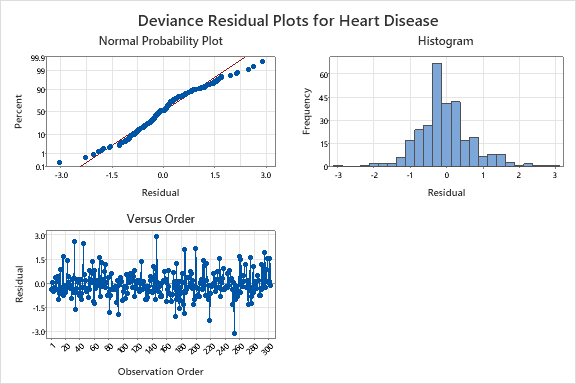 Deviance Residual Plots for Heart Disease
Normal Probability Plot
Percent
99.9
99
90
50
10
1
0.1
-3.0 -1.5 0.0 1.5 3.0
Residual
Histogram
Frequency
60
45
30
15
0
-3 -2 -1 0 1 2 3
Residual
Versus Order
Residual
3.0
1.5
0.0
-1.5
-3.0
1 20 40 60 80 100 120 140 160 180 200 220 240 260 280 300
Observation Order